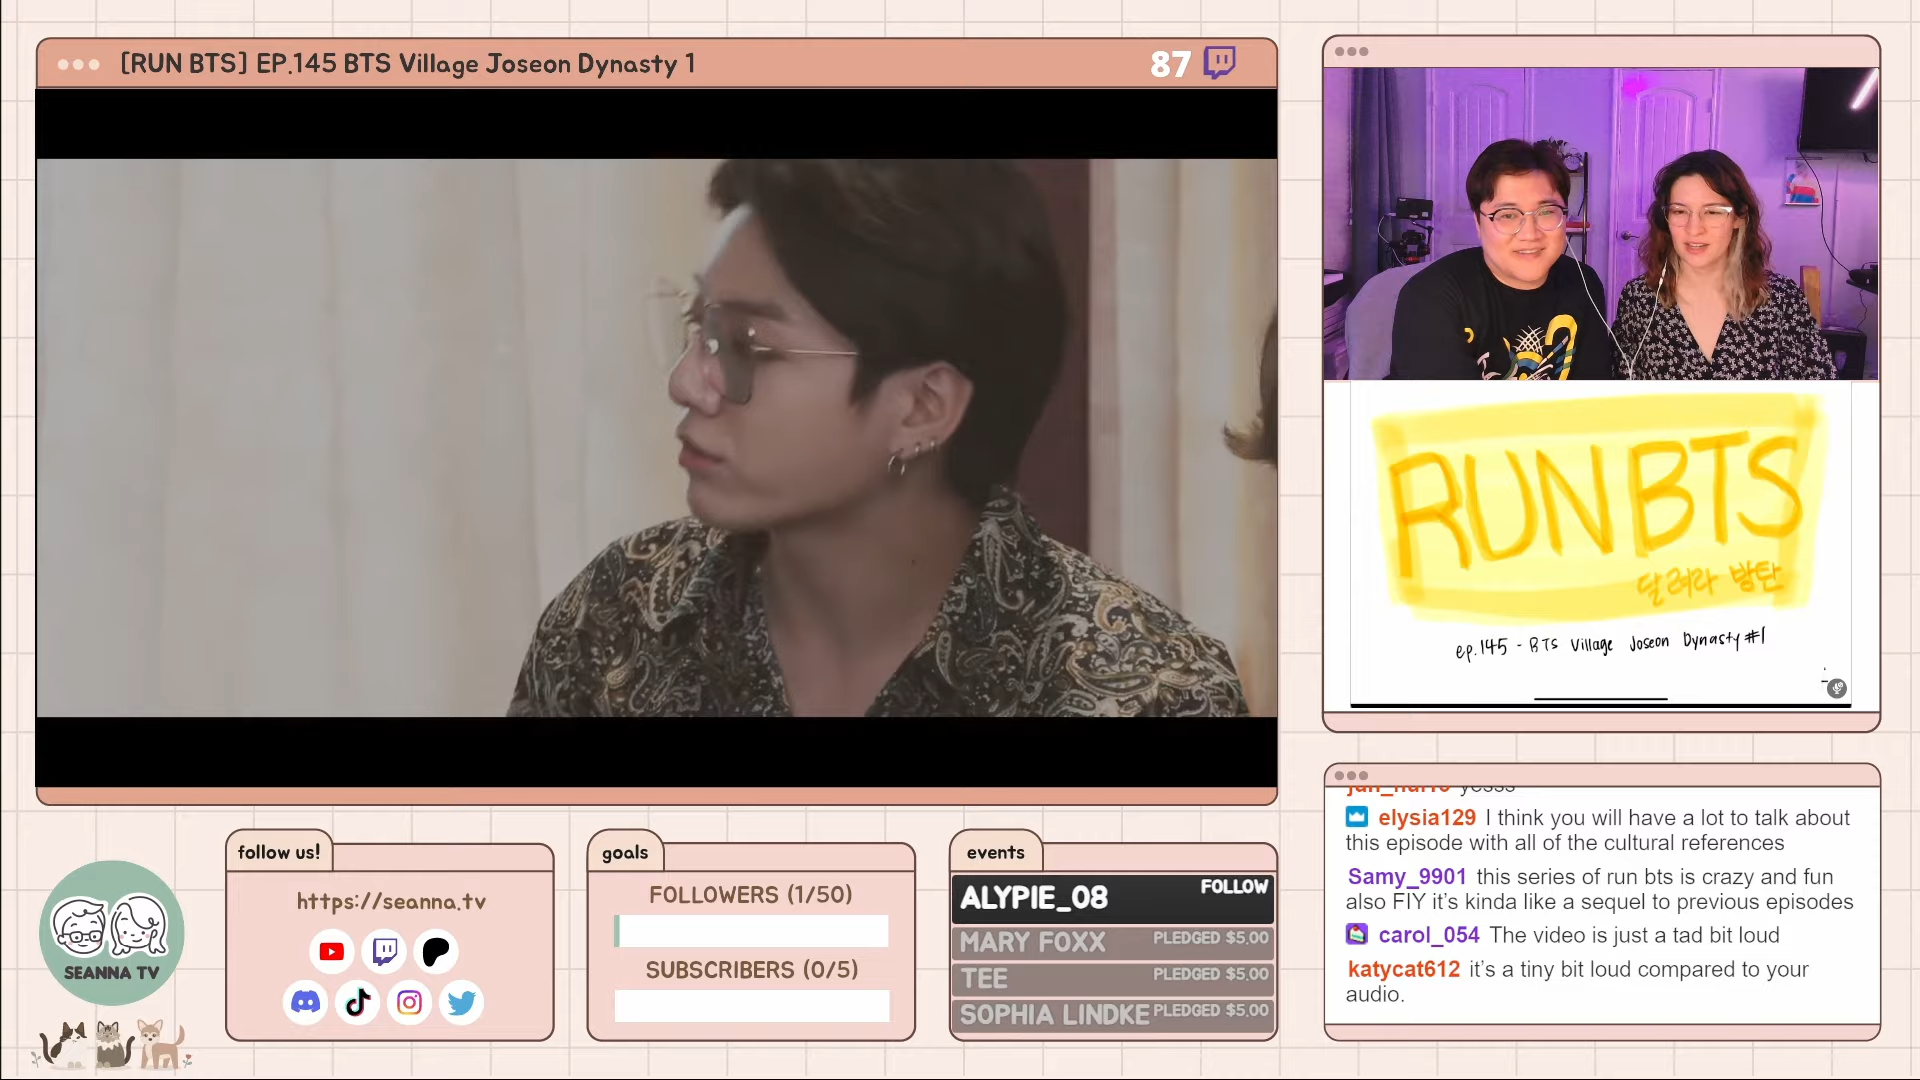 [RUN BTS] EP.145 BTS Village Joseon Dynasty 1
87
RUN BTS
달려라 방탄
ep.145 - BTS Village Joseon Dynasty #1
yesss
elysia129 I think you will have a lot to talk about
this episode with all of the cultural references
Samy_9901 this series of run bts is crazy and fun
also FIY it's kinda like a sequel to previous episodes
carol_054 The video is just a tad bit loud
katycat612 it's a tiny bit loud compared to your
audio.
SEANNA TV
follow us!
https://seanna.tv
goals
FOLLOWERS (1/50)
SUBSCRIBERS (0/5)
events
ALYPIE_08 FOLLOW
MARY FOXX PLEDGED $5.00
TEE PLEDGED $5.00
SOPHIA LINDKE PLEDGED $5.00